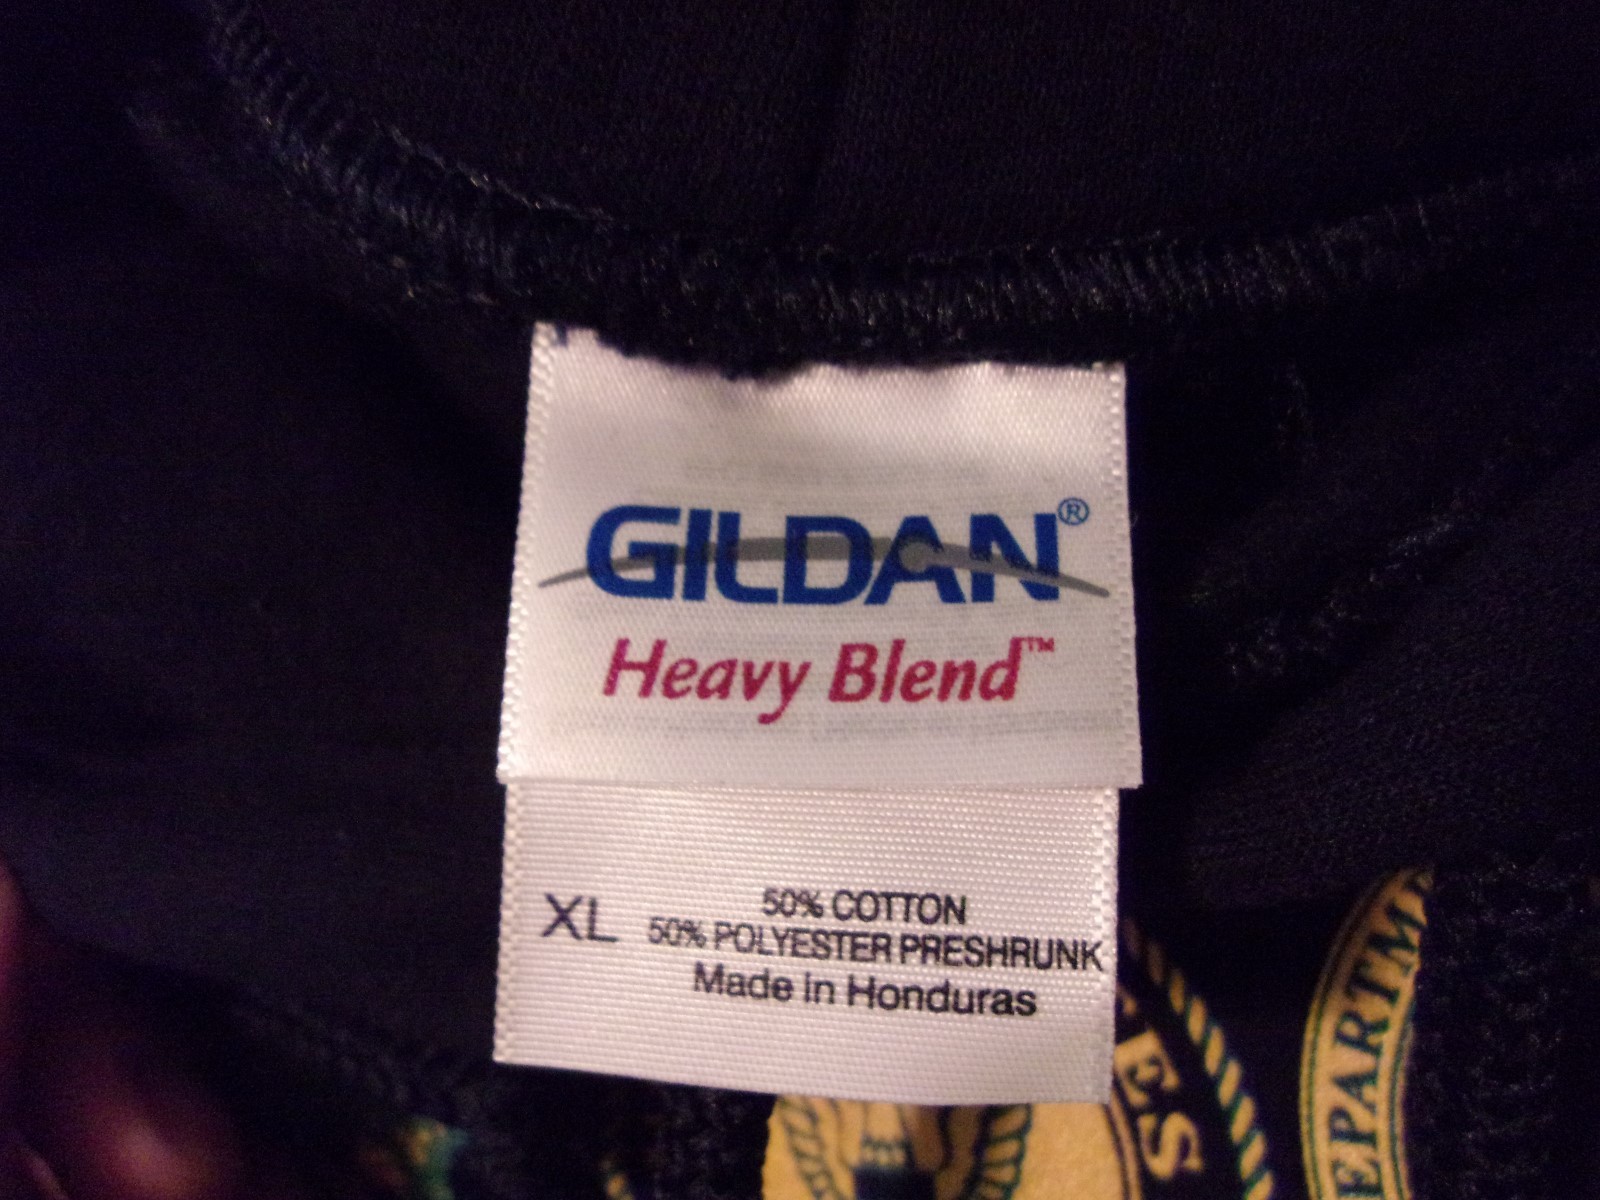 GILDAN®
Heavy Blend™
XL
50% COTTON
50% POLYESTER PRESHRUNK
Made in Honduras